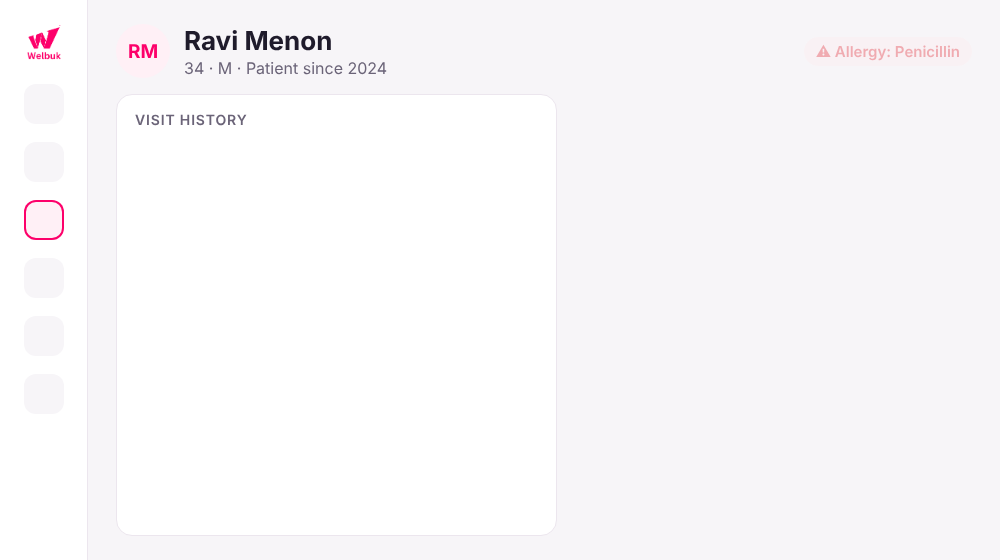 Welbuk
RM
Ravi Menon
34 · M · Patient since 2024
⚠ Allergy: Penicillin
VISIT HISTORY